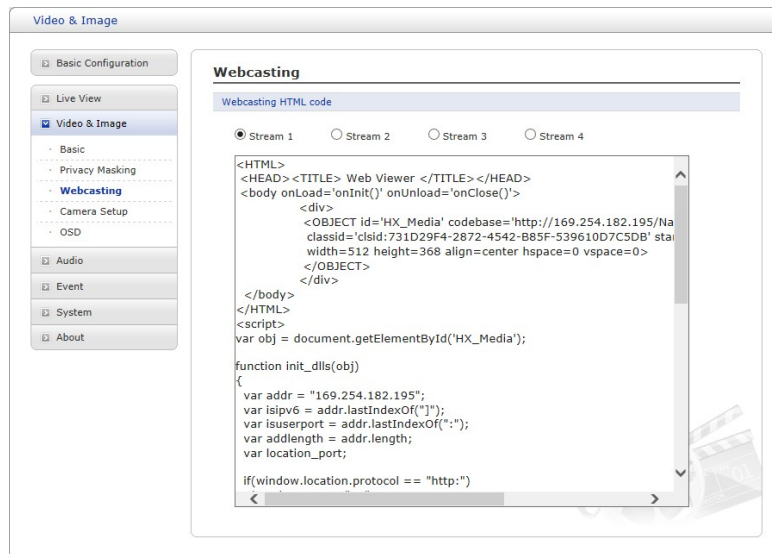 Video & Image
Basic Configuration
Live View
Video & Image
Basic
Privacy Masking
Webcasting
Camera Setup
OSD
Audio
Event
System
About
Webcasting
Webcasting HTML code
Stream 1 Stream 2 Stream 3 Stream 4
<HTML>
<HEAD><TITLE> Web Viewer </TITLE></HEAD>
<body onLoad='onInit()' onUnload='onClose()'>
<div>
<OBJECT id='HX_Media' codebase='http://169.254.182.195/Na
classid='clsid:731D29F4-2872-4542-B85F-539610D7C5DB' sta
width=512 height=368 align=center hspace=0 vspace=0>
</OBJECT>
</div>
</body>
</HTML>
<script>
var obj = document.getElementById('HX_Media');
function init_dlls(obj)
{
var addr = "169.254.182.195";
var isipv6 = addr.lastIndexOf("]");
var isuserport = addr.lastIndexOf(":");
var addlength = addr.length;
var location_port;
if(window.location.protocol == "http:")